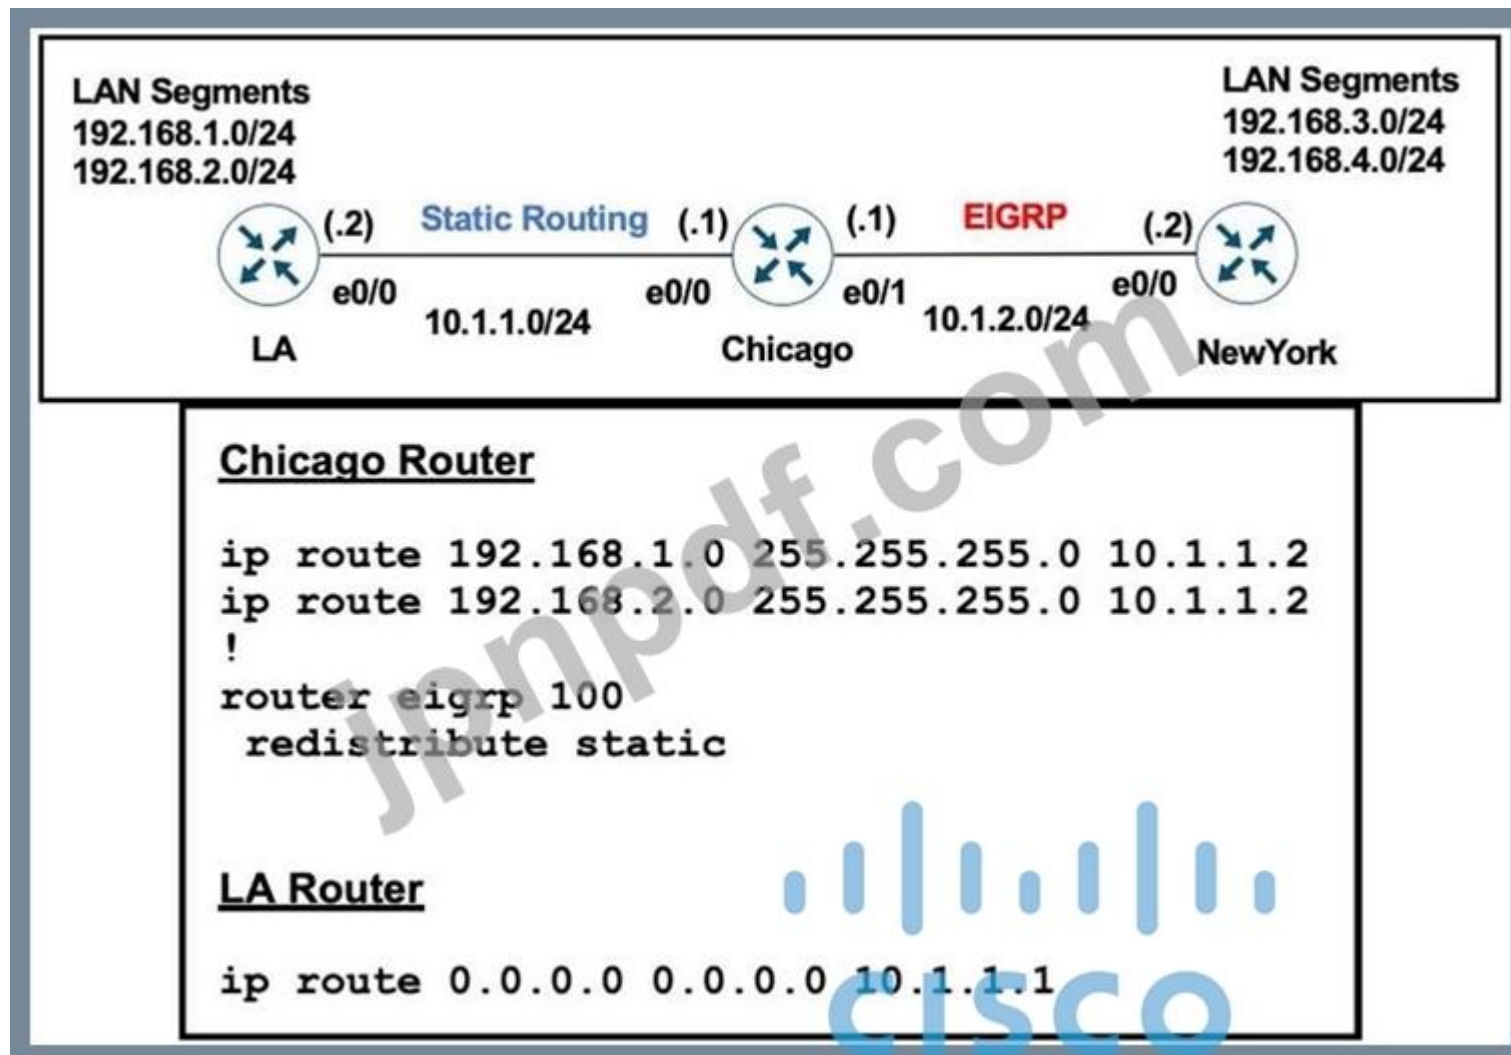 LAN Segments
192.168.1.0/24
192.168.2.0/24
LAN Segments
192.168.3.0/24
192.168.4.0/24
(.2)
Static Routing
(.1)
(.1)
EIGRP
(.2)
e0/0
e0/0
e0/1
e0/0
10.1.1.0/24
10.1.2.0/24
LA
Chicago
NewYork
Chicago Router
ip route 192.168.1.0 255.255.255.0 10.1.1.2
ip route 192.168.2.0 255.255.255.0 10.1.1.2
!
router eigrp 100
redistribute static
LA Router
ip route 0.0.0.0 0.0.0.0 10.1.1.1
jpnpdf.com
CISCO